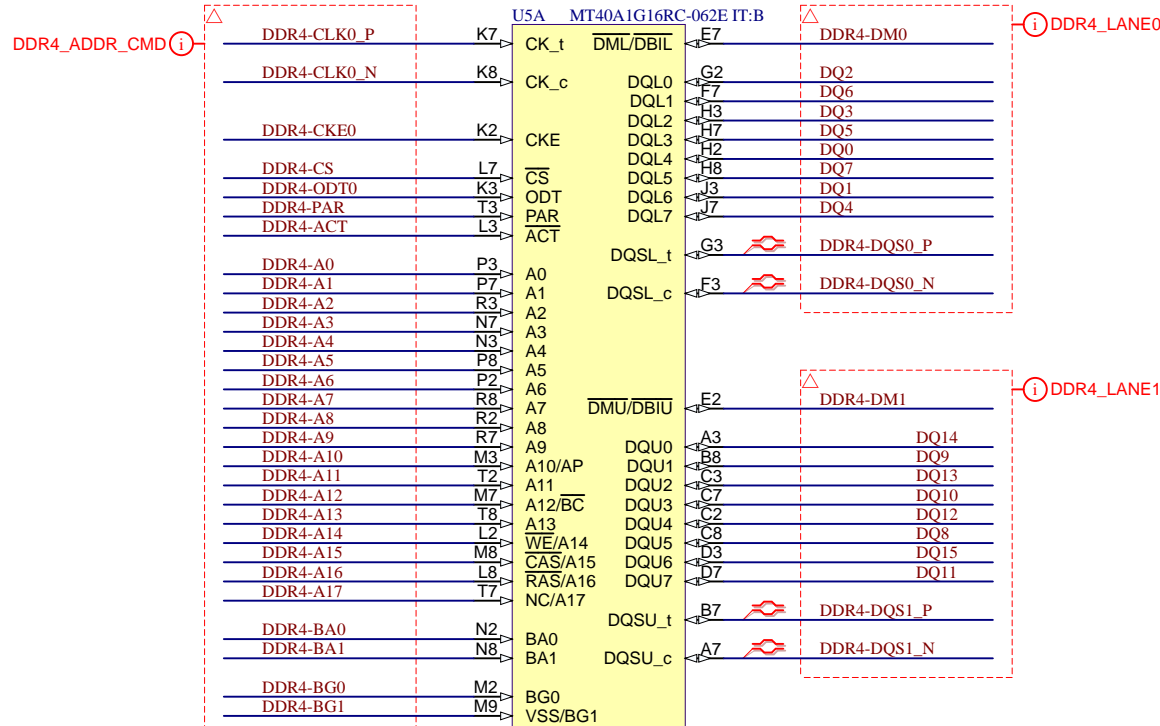 U5A MT40A1G16RC-062E IT:B
DDR4_ADDR_CMD i
i DDR4_LANE0
DDR4-CLK0_P K7 CK_t DML/DBIL E7 DDR4-DM0
DDR4-CLK0_N K8 CK_c DQL0 G2 DQ2
DQL1 F7 DQ6
DQL2 H3 DQ3
DDR4-CKE0 K2 CKE DQL3 H7 DQ5
DQL4 H2 DQ0
DDR4-CS L7 CS DQL5 H8 DQ7
DDR4-ODT0 K3 ODT DQL6 J3 DQ1
DDR4-PAR T3 PAR DQL7 J7 DQ4
DDR4-ACT L3 ACT
DQSL_t G3 DDR4-DQS0_P
DDR4-A0 P3 A0
DDR4-A1 P7 A1 DQSL_c F3 DDR4-DQS0_N
DDR4-A2 R3 A2
DDR4-A3 N7 A3
DDR4-A4 N3 A4
DDR4-A5 P8 A5
DDR4-A6 P2 A6
i DDR4_LANE1
DDR4-A7 R8 A7 DMU/DBIU E2 DDR4-DM1
DDR4-A8 R2 A8
DDR4-A9 R7 A9 DQU0 A3 DQ14
DDR4-A10 M3 A10/AP DQU1 B8 DQ9
DDR4-A11 T2 A11 DQU2 C3 DQ13
DDR4-A12 M7 A12/BC DQU3 C7 DQ10
DDR4-A13 T8 A13 DQU4 C2 DQ12
DDR4-A14 L2 WE/A14 DQU5 C8 DQ8
DDR4-A15 M8 CAS/A15 DQU6 D3 DQ15
DDR4-A16 L8 RAS/A16 DQU7 D7 DQ11
DDR4-A17 T7 NC/A17
DQSU_t B7 DDR4-DQS1_P
DDR4-BA0 N2 BA0
DDR4-BA1 N8 BA1 DQSU_c A7 DDR4-DQS1_N
DDR4-BG0 M2 BG0
DDR4-BG1 M9 VSS/BG1